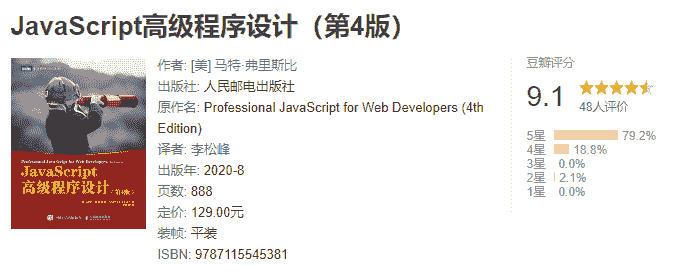 JavaScript高级程序设计（第4版）
作者: [美] 马特·弗里斯比
出版社: 人民邮电出版社
原作名: Professional JavaScript for Web Developers (4th
Edition)
译者: 李松峰
出版年: 2020-8
页数: 888
定价: 129.00元
装帧: 平装
ISBN: 9787115545381
豆瓣评分
9.1
48人评价
5星 79.2%
4星 18.8%
3星 0.0%
2星 2.1%
1星 0.0%
Professional JavaScript for Web Developers
JavaScript
高级程序设计（第4版）